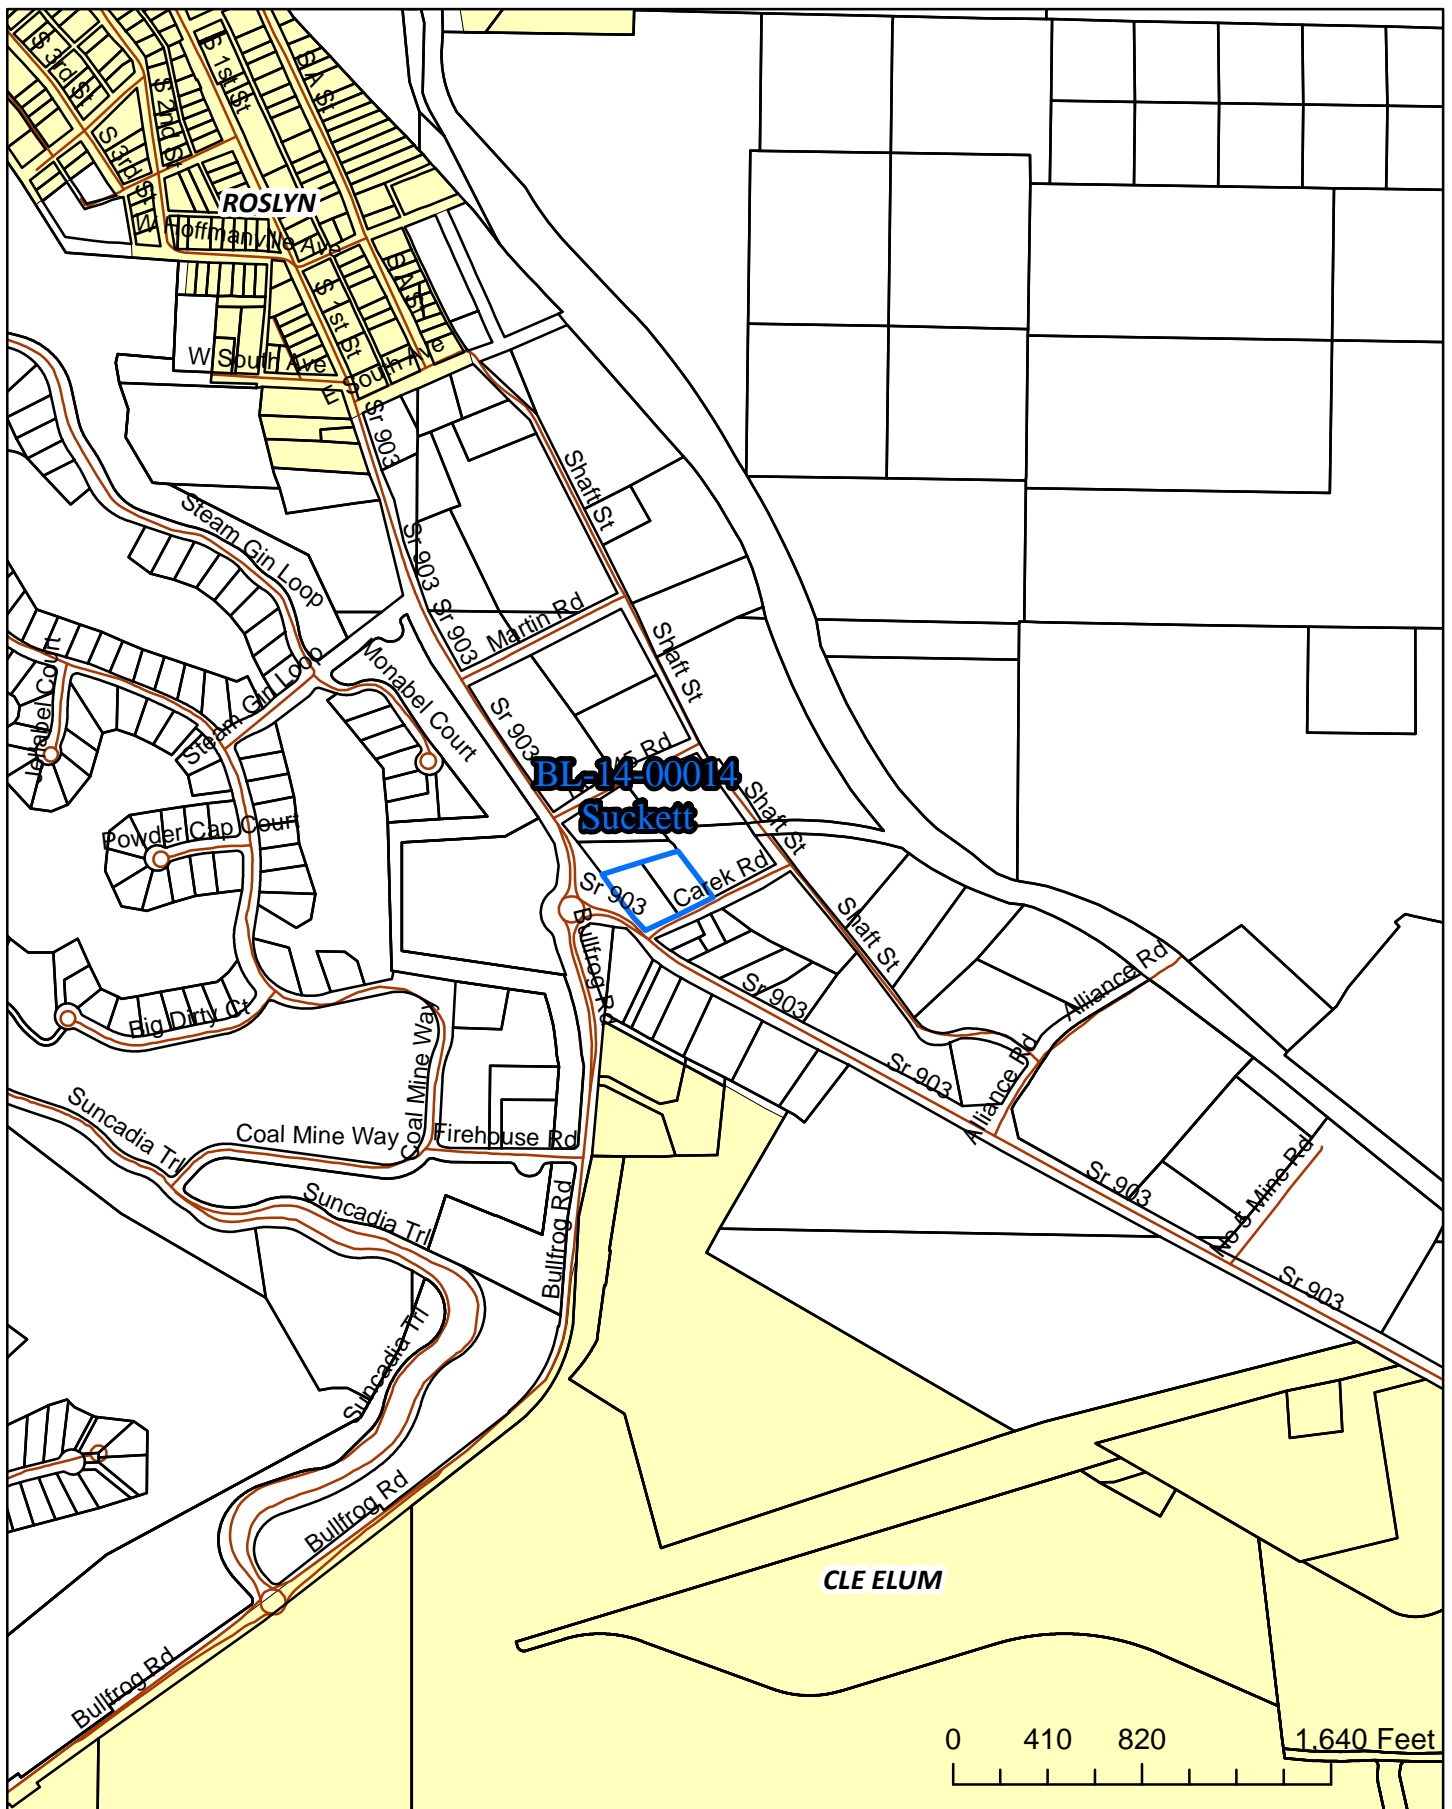 S 3rd St
S 1st St
S A St
S 2nd St
S 3rd St
ROSLYN
W Hoffmanville Ave
S A St
S 1st St
W South Ave
E South Ave
Sr 903
Shaft St
Steam Gin Loop
Sr 903
Sr 903
Martin Rd
Shaft St
Jenabel Court
Steam Gin Loop
Monabel Court
Sr 903
5 Rd
BL-14-00014
Suckett
Shaft St
Powder Cap Court
Sr 903
Carek Rd
Shaft St
Bullfrog Rd
Sr 903
Alliance Rd
Big Dirty Ct
Coal Mine Way
Sr 903
Alliance Rd
Suncadia Trl
Coal Mine Way
Firehouse Rd
Sr 903
No 5 Mine Rd
Suncadia Trl
Bullfrog Rd
Sr 903
Suncadia Trl
Bullfrog Rd
CLE ELUM
Bullfrog Rd
0 410 820 1,640 Feet